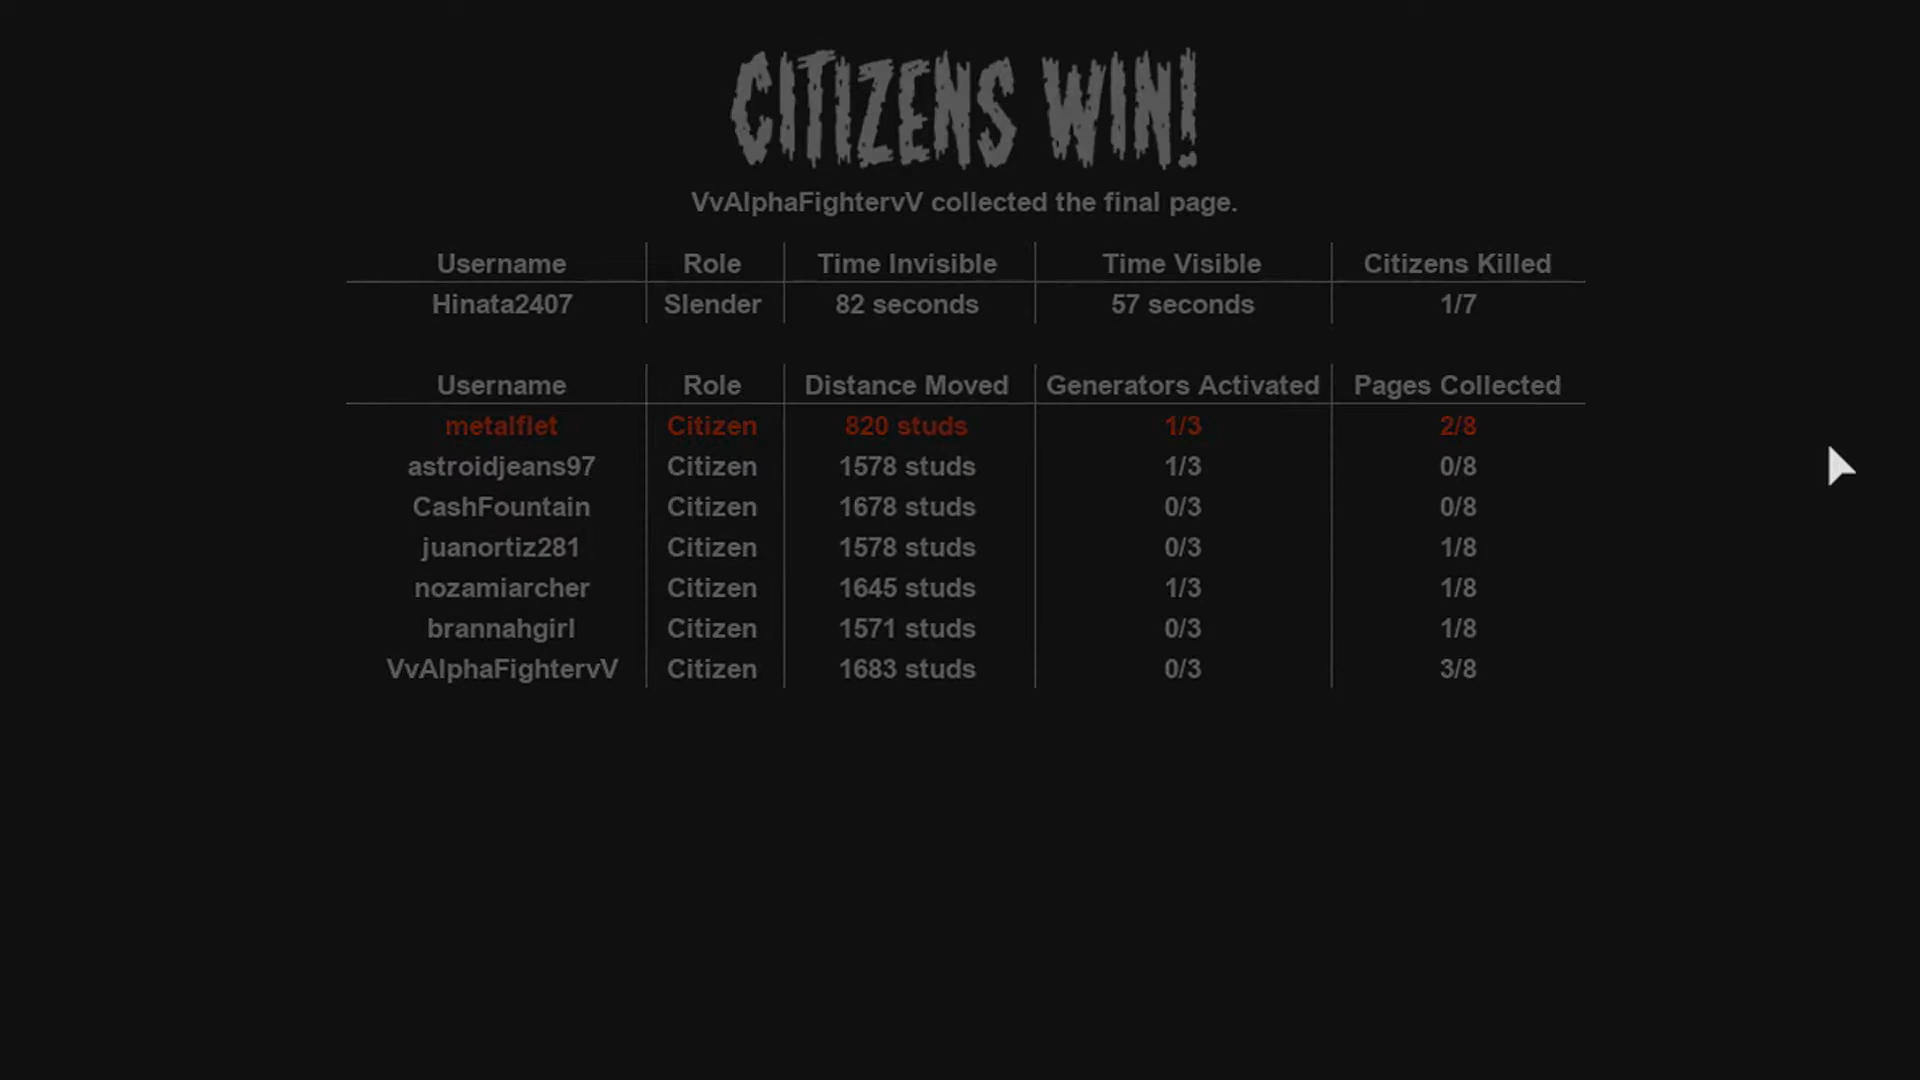 CITIZENS WIN!
VvAlphaFightervV collected the final page.
Username Role Time Invisible Time Visible Citizens Killed
Hinata2407 Slender 82 seconds 57 seconds 1/7
Username Role Distance Moved Generators Activated Pages Collected
metalflet Citizen 820 studs 1/3 2/8
astroidjeans97 Citizen 1578 studs 1/3 0/8
CashFountain Citizen 1678 studs 0/3 0/8
juanortiz281 Citizen 1578 studs 0/3 1/8
nozamiarcher Citizen 1645 studs 1/3 1/8
brannahgirl Citizen 1571 studs 0/3 1/8
VvAlphaFightervV Citizen 1683 studs 0/3 3/8